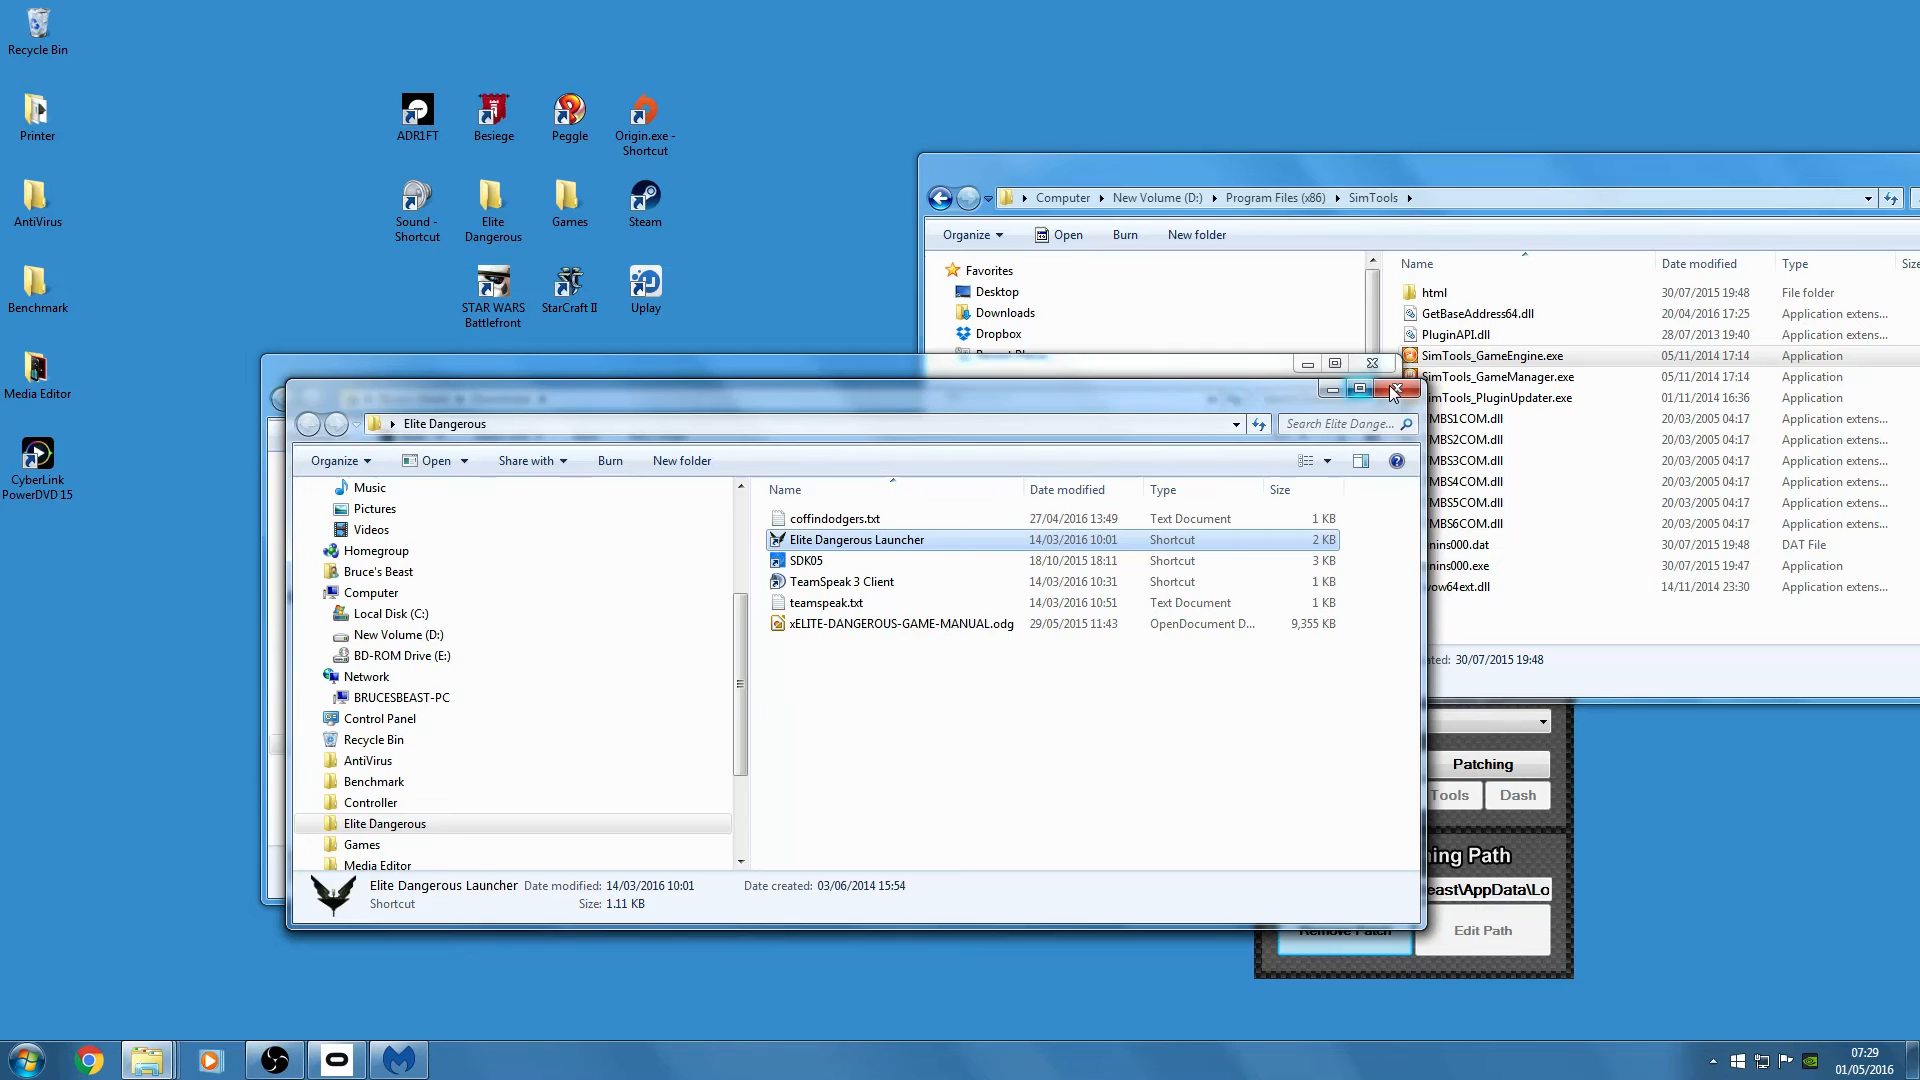 Recycle Bin
Printer
AntiVirus
Benchmark
Media Editor
CyberLink
PowerDVD 15
ADR1FT
Besiege
Peggle
Origin.exe -
Shortcut
Sound -
Shortcut
Elite
Dangerous
Games
Steam
STAR WARS
Battlefront
StarCraft II
Uplay
Computer
New Volume (D:)
Program Files (x86)
SimTools
Organize
Open
Burn
New folder
Favorites
Desktop
Downloads
Dropbox
Name
Date modified
Type
Size
html 30/07/2015 19:48 File folder
GetBaseAddress64.dll 20/04/2016 17:25 Application extens...
PluginAPI.dll 28/07/2013 19:40 Application extens...
SimTools_GameEngine.exe 05/11/2014 17:14 Application
SimTools_GameManager.exe 05/11/2014 17:14 Application
imTools_PluginUpdater.exe 01/11/2014 16:36 Application
MBS1COM.dll 20/03/2005 04:17 Application extens...
MBS2COM.dll 20/03/2005 04:17 Application extens...
MBS3COM.dll 20/03/2005 04:17 Application extens...
MBS4COM.dll 20/03/2005 04:17 Application extens...
MBS5COM.dll 20/03/2005 04:17 Application extens...
MBS6COM.dll 20/03/2005 04:17 Application extens...
nins000.dat 30/07/2015 19:48 DAT File
nins000.exe 30/07/2015 19:47 Application
wow64ext.dll 14/11/2014 23:30 Application extens...
ted: 30/07/2015 19:48
Elite Dangerous
Search Elite Dange...
Organize
Open
Share with
Burn
New folder
Music
Pictures
Videos
Homegroup
Bruce's Beast
Computer
Local Disk (C:)
New Volume (D:)
BD-ROM Drive (E:)
Network
BRUCESBEAST-PC
Control Panel
Recycle Bin
AntiVirus
Benchmark
Controller
Elite Dangerous
Games
Media Editor
Name Date modified Type Size
coffindodgers.txt 27/04/2016 13:49 Text Document 1 KB
Elite Dangerous Launcher 14/03/2016 10:01 Shortcut 2 KB
SDK05 18/10/2015 18:11 Shortcut 3 KB
TeamSpeak 3 Client 14/03/2016 10:31 Shortcut 1 KB
teamspeak.txt 14/03/2016 10:51 Text Document 1 KB
xELITE-DANGEROUS-GAME-MANUAL.odg 29/05/2015 11:43 OpenDocument D... 9,355 KB
Elite Dangerous Launcher Date modified: 14/03/2016 10:01 Date created: 03/06/2014 15:54
Shortcut Size: 1.11 KB
Patching
Tools
Dash
ing Path
east\AppData\Lo
Remove Patch
Edit Path
07:29
01/05/2016